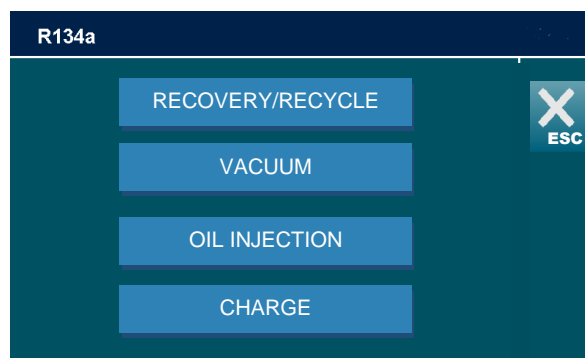 R134a
RECOVERY/RECYCLE
ESC
VACUUM
OIL INJECTION
CHARGE